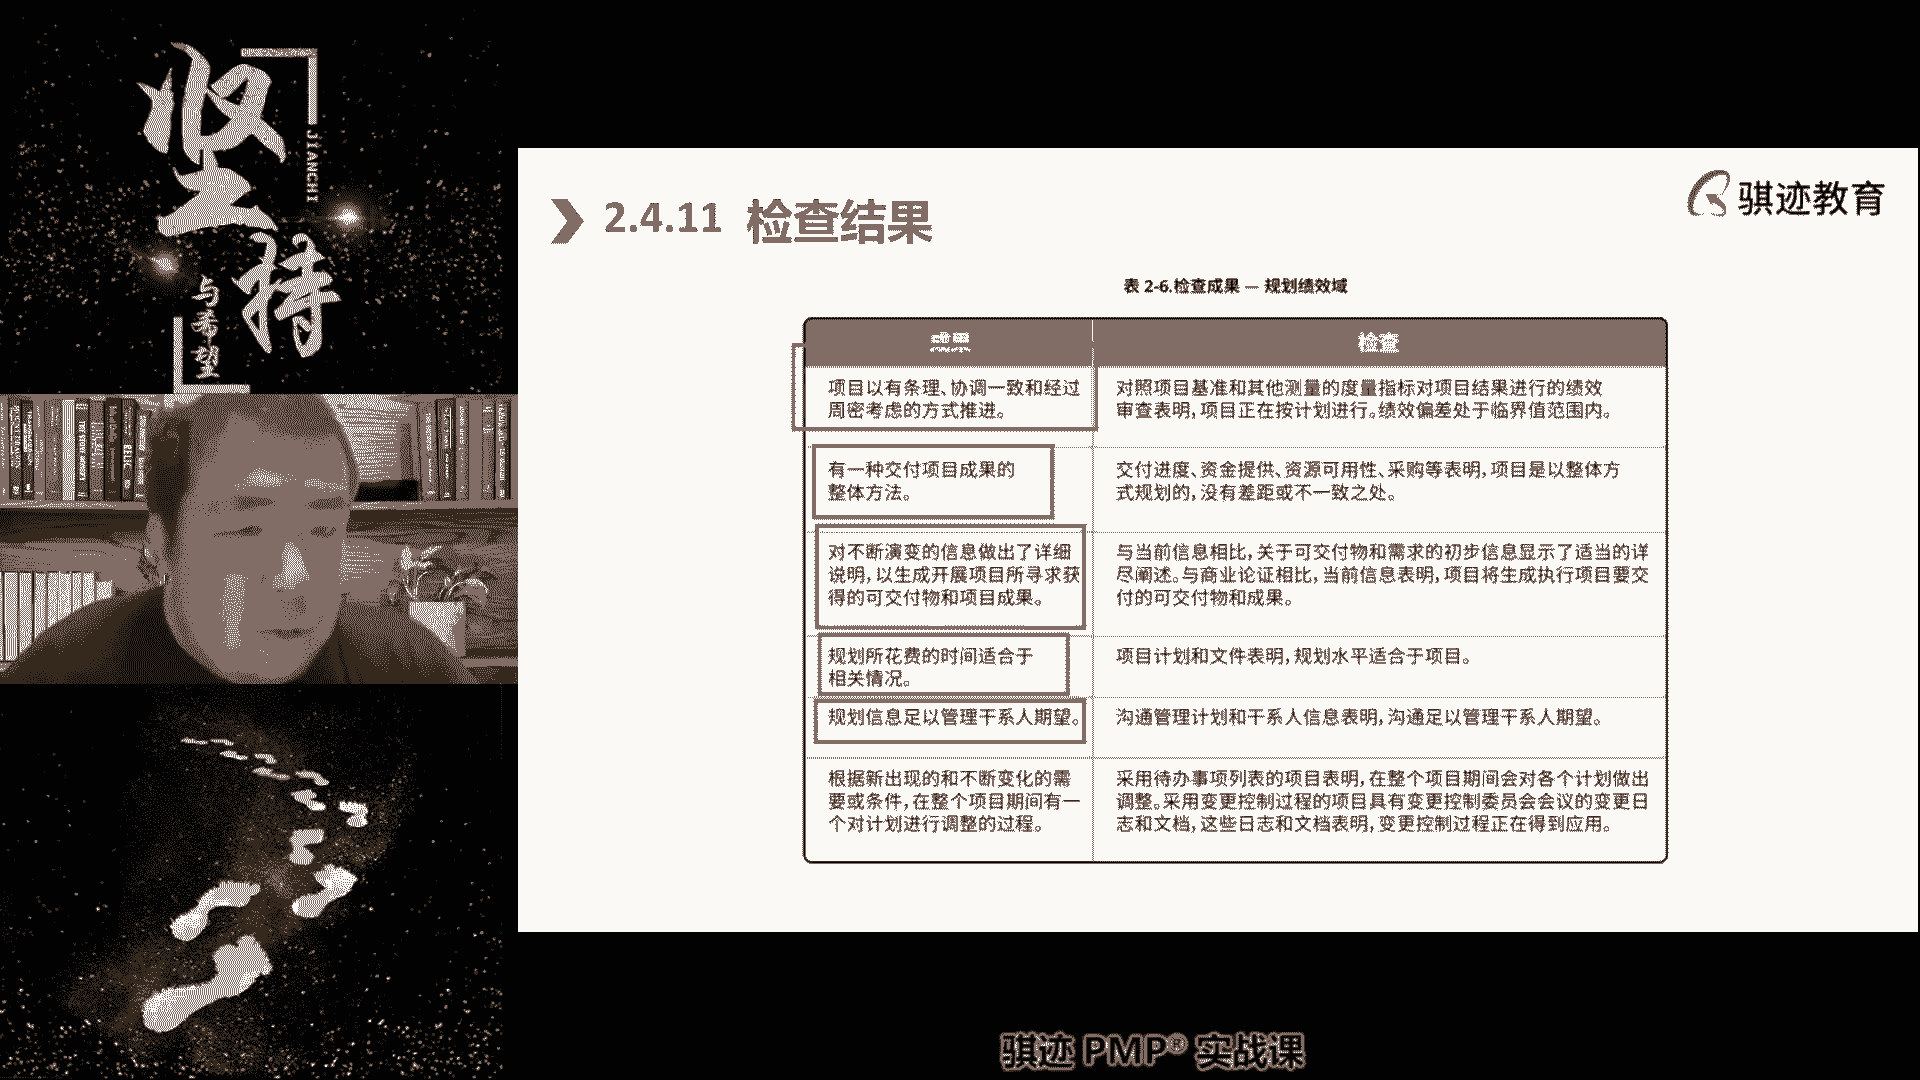 坚
持
JIANCHI
与希望
骐迹教育
2.4.11 检查结果
表 2-6.检查成果 — 规划绩效域
成果
检查
项目以有条理、协调一致和经过
周密考虑的方式推进。
对照项目基准和其他测量的度量指标对项目结果进行的绩效
审查表明,项目正在按计划进行。绩效偏差处于临界值范围内。
有一种交付项目成果的
整体方法。
交付进度、资金提供、资源可用性、采购等表明,项目是以整体方
式规划的,没有差距或不一致之处。
对不断演变的信息做出了详细
说明,以生成开展项目所寻求获
得的可交付物和项目成果。
与当前信息相比,关于可交付物和需求的初步信息显示了适当的详
尽阐述。与商业论证相比,当前信息表明,项目将生成执行项目要交
付的可交付物和成果。
规划所花费的时间适合于
相关情况。
项目计划和文件表明,规划水平适合于项目。
规划信息足以管理干系人期望。
沟通管理计划和干系人信息表明,沟通足以管理干系人期望。
根据新出现的和不断变化的需
要或条件,在整个项目期间有一
个对计划进行调整的过程。
采用待办事项列表的项目表明,在整个项目期间会对各个计划做出
调整。采用变更控制过程的项目具有变更控制委员会会议的变更日
志和文档,这些日志和文档表明,变更控制过程正在得到应用。
骐迹 PMP® 实战课